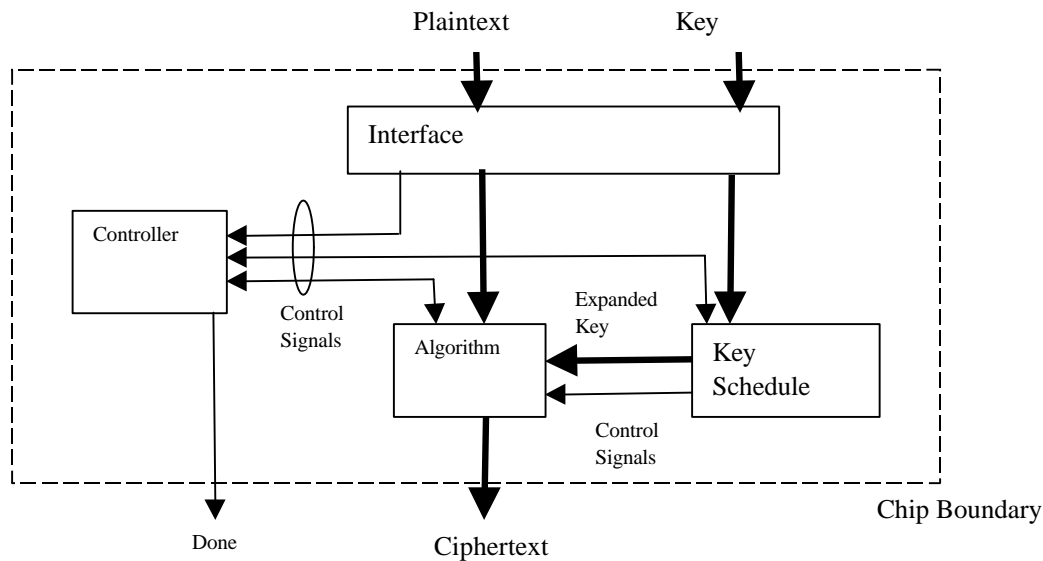 Plaintext
Key
Interface
Controller
Control
Signals
Expanded
Key
Algorithm
Key
Schedule
Control
Signals
Chip Boundary
Done
Ciphertext